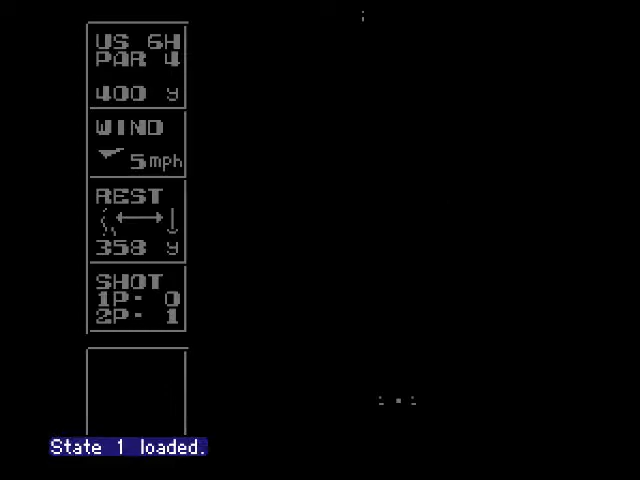 US 6H
PAR 4
400 y
WIND
5mph
REST
358 y
SHOT
1P- 0
2P- 1
State 1 loaded.